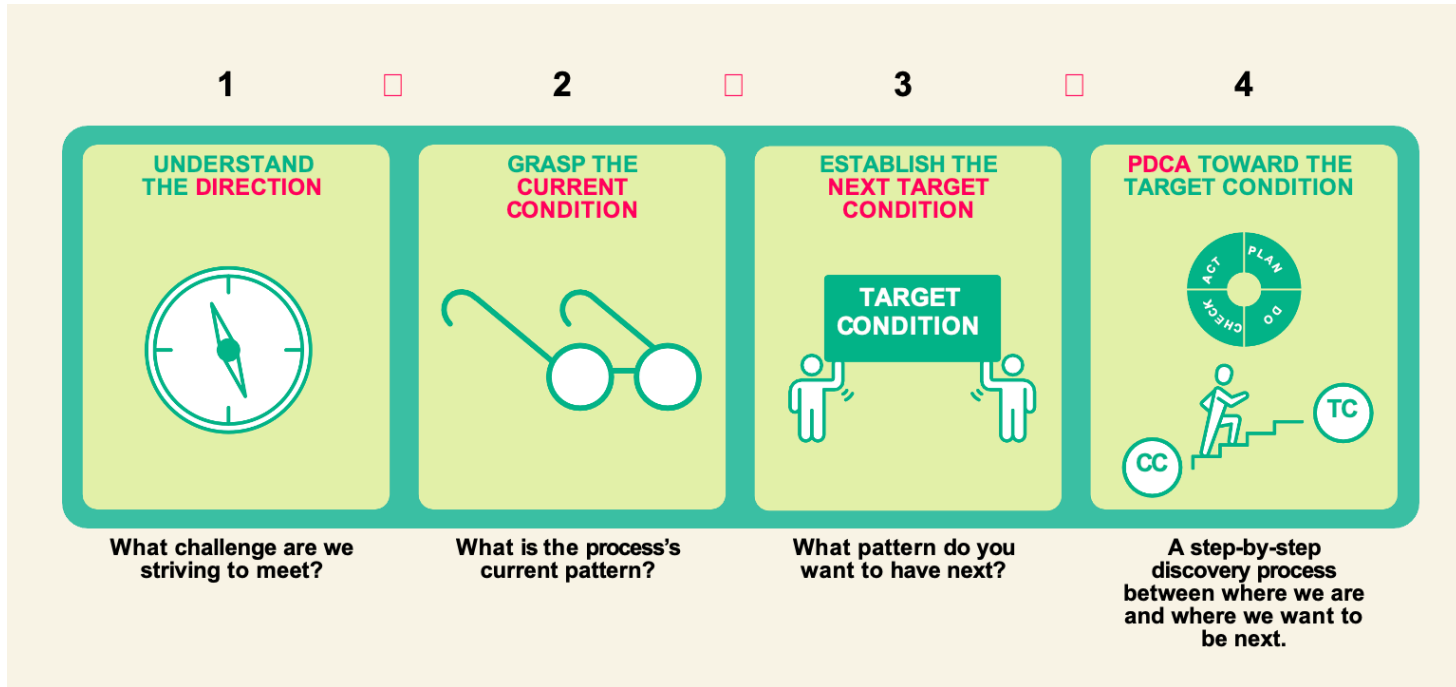 1
2
3
4
UNDERSTAND
THE DIRECTION
What challenge are we
striving to meet?
GRASP THE
CURRENT
CONDITION
What is the process's
current pattern?
ESTABLISH THE
NEXT TARGET
CONDITION
TARGET
CONDITION
What pattern do you
want to have next?
PDCA TOWARD THE
TARGET CONDITION
PLAN
DO
CHECK
ACT
CC
TC
A step-by-step
discovery process
between where we are
and where we want to
be next.